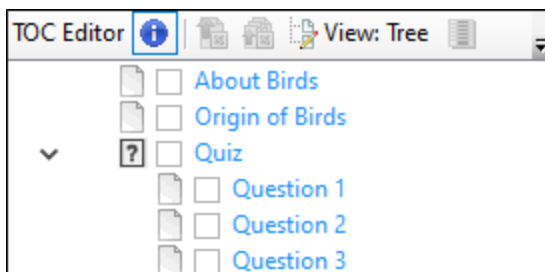 TOC Editor View: Tree
About Birds
Origin of Birds
? Quiz
Question 1
Question 2
Question 3